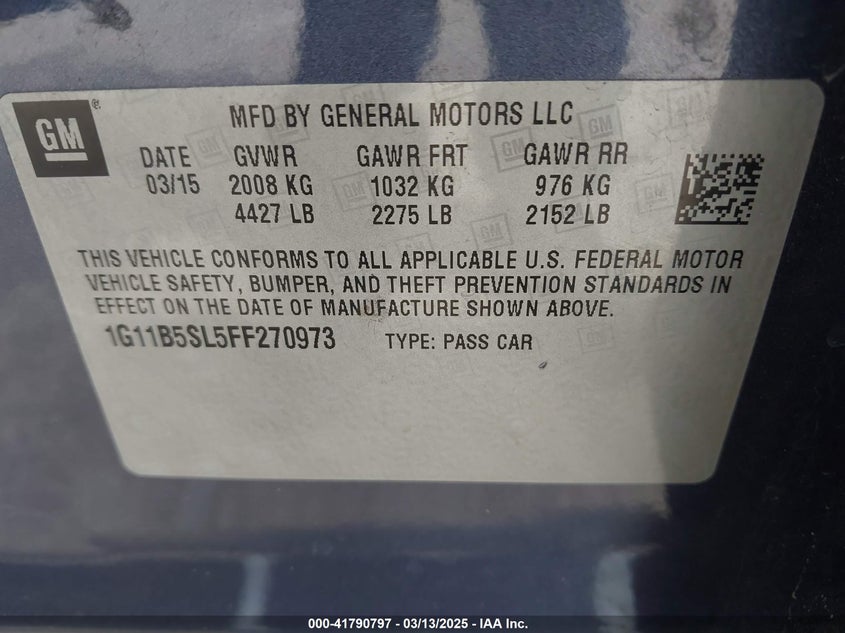 GM ®
MFD BY GENERAL MOTORS LLC
DATE GVWR GAWR FRT GAWR RR
03/15 2008 KG 1032 KG 976 KG
4427 LB 2275 LB 2152 LB
THIS VEHICLE CONFORMS TO ALL APPLICABLE U.S. FEDERAL MOTOR
VEHICLE SAFETY, BUMPER, AND THEFT PREVENTION STANDARDS IN
EFFECT ON THE DATE OF MANUFACTURE SHOWN ABOVE.
1G11B5SL5FF270973 TYPE: PASS CAR
000-41790797 - 03/13/2025 - IAA Inc.